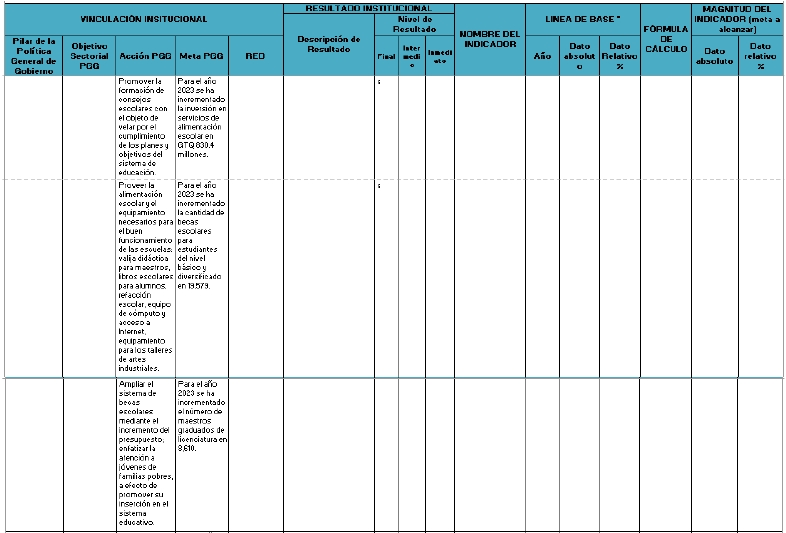 VINCULACIÓN INSITUCIONAL
RESULTADO INSTITUCIONAL
NOMBRE DEL
INDICADOR
LINEA DE BASE *
FÓRMULA
DE
CÁLCULO
MAGNITUD DEL
INDICADOR (meta a
alcanzar)
Descripción de
Resultado
Nivel de
Resultado
Pilar de la
Política
General de
Gobierno
Objetivo
Sectorial
PGG
Acción PGG
Meta PGG
RED
Final
Inter
medi
o
Inmedi
ato
Año
Dato
absolut
o
Dato
Relativo
%
Dato
absoluto
Dato
relativo
%
Promover la
formación de
consejos
escolares con
el objeto de
velar por el
cumplimiento
de los planes y
objetivos del
sistema de
educación.
Para el año
2023 se ha
incrementado
la inversión en
servicios de
alimentación
escolar en
GTQ 838.4
millones.
Proveer la
alimentación
escolar y el
equipamiento
necesarios para
el buen
funcionamiento
de las escuelas:
valija didáctica
para maestros,
libros escolares
para alumnos,
refacción
escolar, equipo
de cómputo y
acceso a
Internet,
equipamiento
para los talleres
de artes
industriales.
Para el año
2023 se ha
incrementado
la cantidad de
becas
escolares
para
estudiantes
del nivel
básico y
diversificado
en 19,579.
Ampliar el
sistema de
becas
escolares
mediante el
incremento del
presupuesto;
enfatizar la
atención a
jóvenes de
familias pobres,
a efecto de
promover su
inserción en el
sistema
educativo.
Para el año
2023 se ha
incrementado
el número de
maestros
graduados de
licenciatura en
8,610.